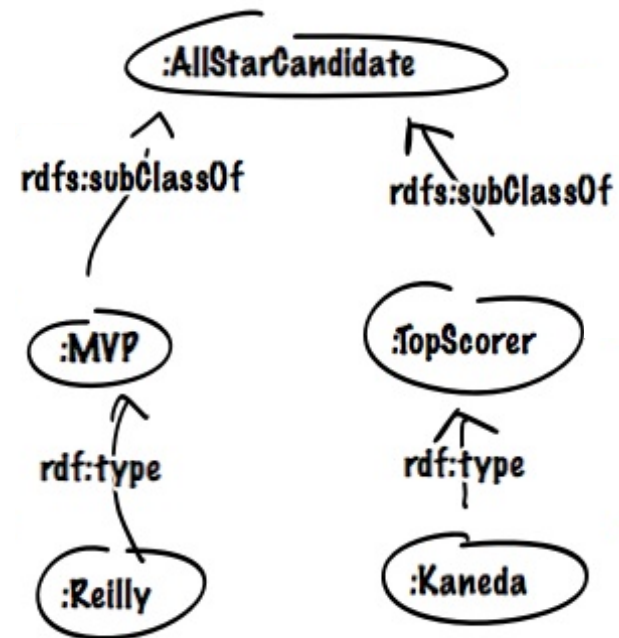 :AllStarCandidate
rdfs:subClassOf
rdfs:subClassOf
:MVP
:TopScorer
rdf:type
rdf:type
:Reilly
:Kaneda